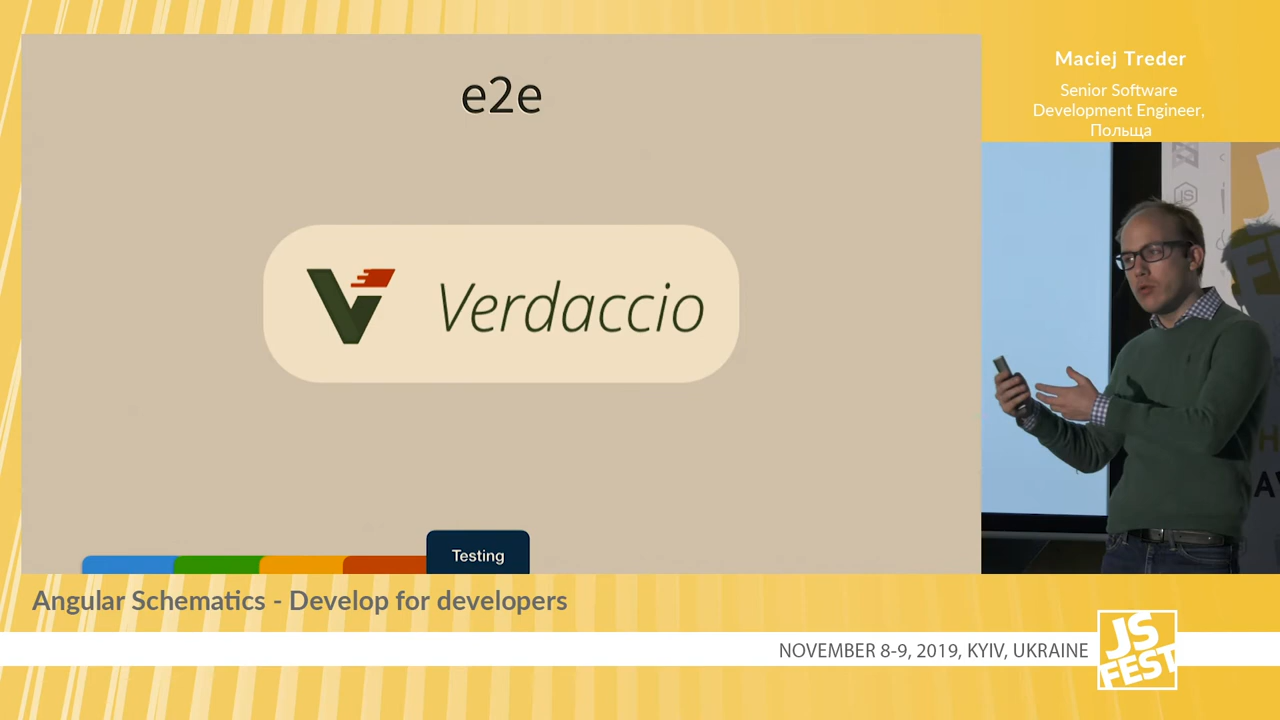 e2e
Verdaccio
Testing
Maciej Treder
Senior Software
Development Engineer,
Польща
JS
Angular Schematics - Develop for developers
NOVEMBER 8-9, 2019, KYIV, UKRAINE
JS
FEST